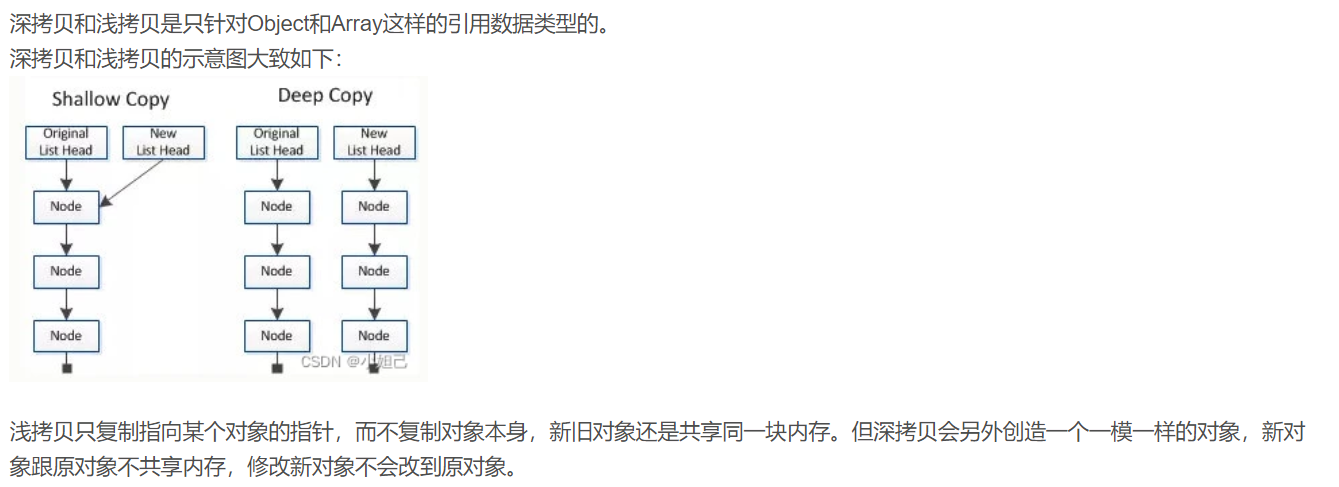 深拷贝和浅拷贝是只针对Object和Array这样的引用数据类型的。
深拷贝和浅拷贝的示意图大致如下：
Shallow Copy
Deep Copy
Original
List Head
New
List Head
Original
List Head
New
List Head
Node
Node
Node
Node
Node
Node
Node
Node
Node
CSDN @小妲己
浅拷贝只复制指向某个对象的指针，而不复制对象本身，新旧对象还是共享同一块内存。但深拷贝会另外创造一个一模一样的对象，新对
象跟原对象不共享内存，修改新对象不会改到原对象。